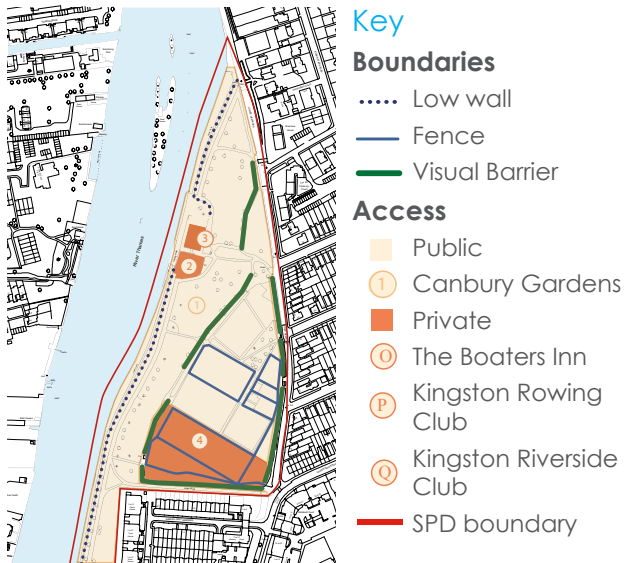 Key
Boundaries
Low wall
Fence
Visual Barrier
Access
Public
1 Canbury Gardens
Private
O The Boaters Inn
P Kingston Rowing
Club
Q Kingston Riverside
Club
SPD boundary
River Thames
3
2
1
4